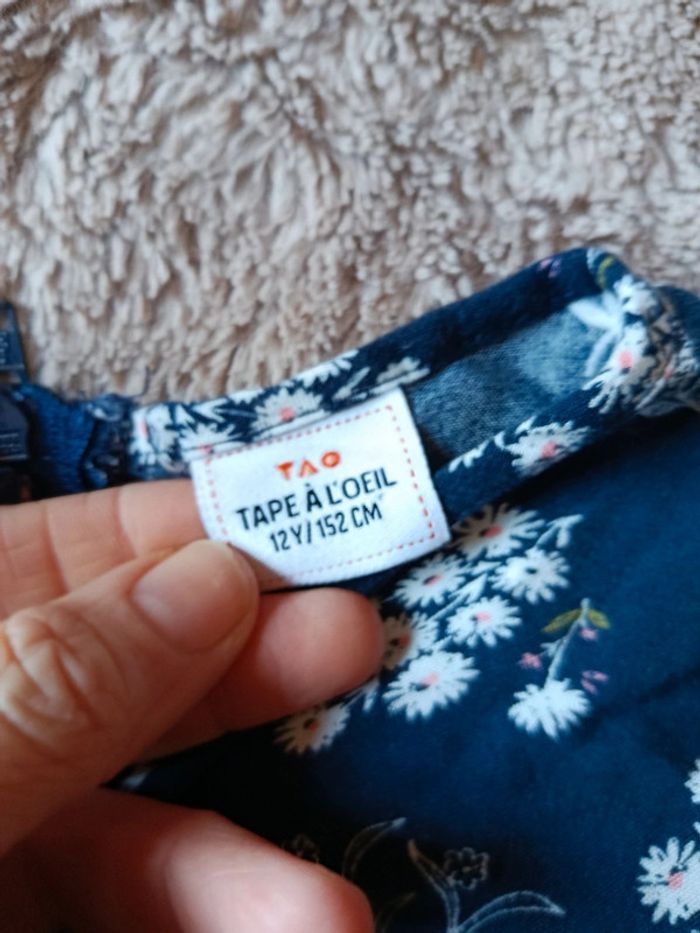 TAO
TAPE À L'OEIL
12Y/152 CM